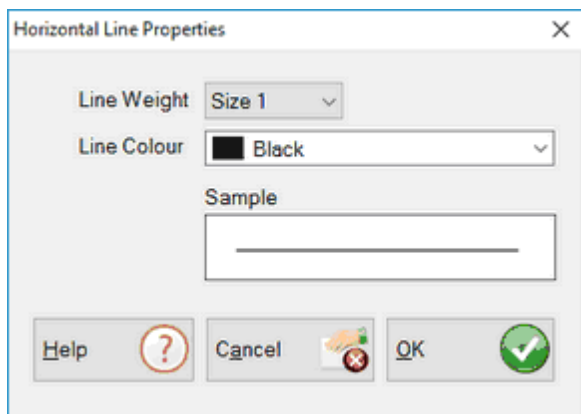 Horizontal Line Properties
Line Weight Size 1
Line Colour Black
Sample
Help Cancel OK